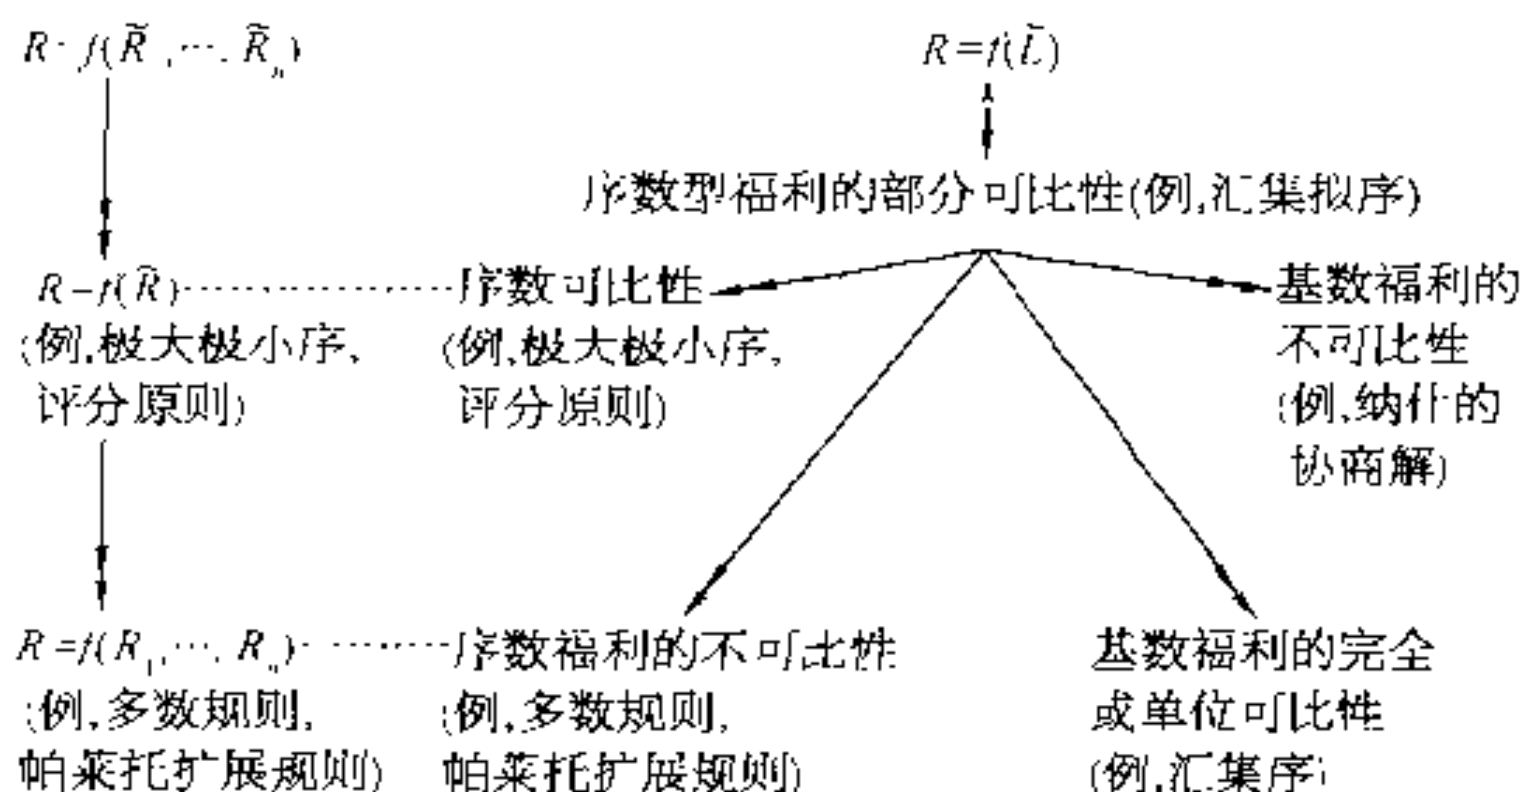 R=f(R̃₁,…,R̃ₙ)
R=f(L̃)
序数型福利的部分可比性(例,汇集拟序)
R=f(R̃)
(例,极大极小序,
评分原则)
序数可比性
(例,极大极小序,
评分原则)
基数福利的
不可比性
(例,纳什的
协商解)
R=f(R₁,…,Rₙ)
(例,多数规则,
帕莱托扩展规则)
序数福利的不可比性
(例,多数规则,
帕莱托扩展规则)
基数福利的完全
或单位可比性
(例,汇集序)